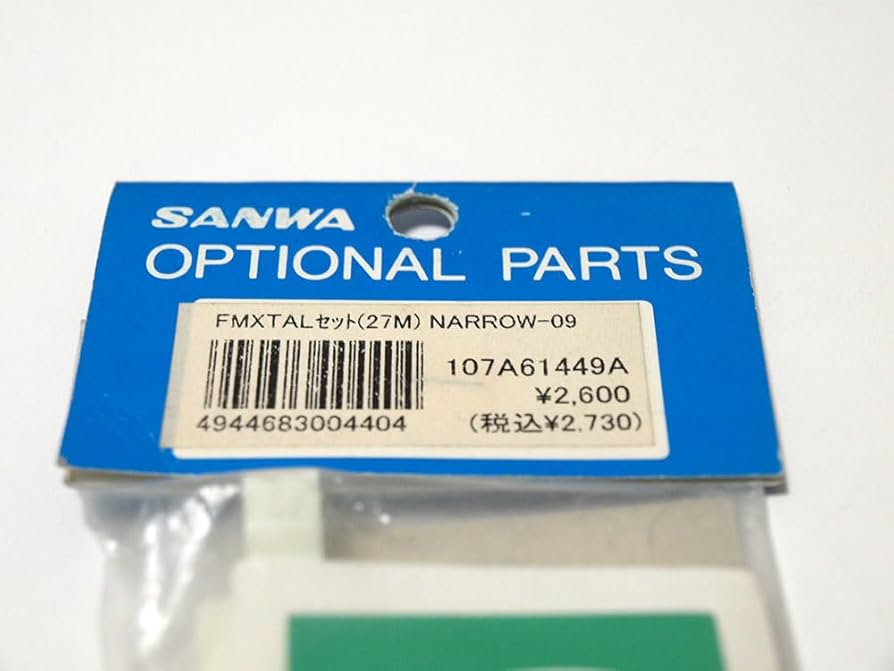 SANWA
OPTIONAL PARTS
FMXTALセット(27M) NARROW-09
107A61449A
¥2,600
4944683004404
(税込¥2,730)